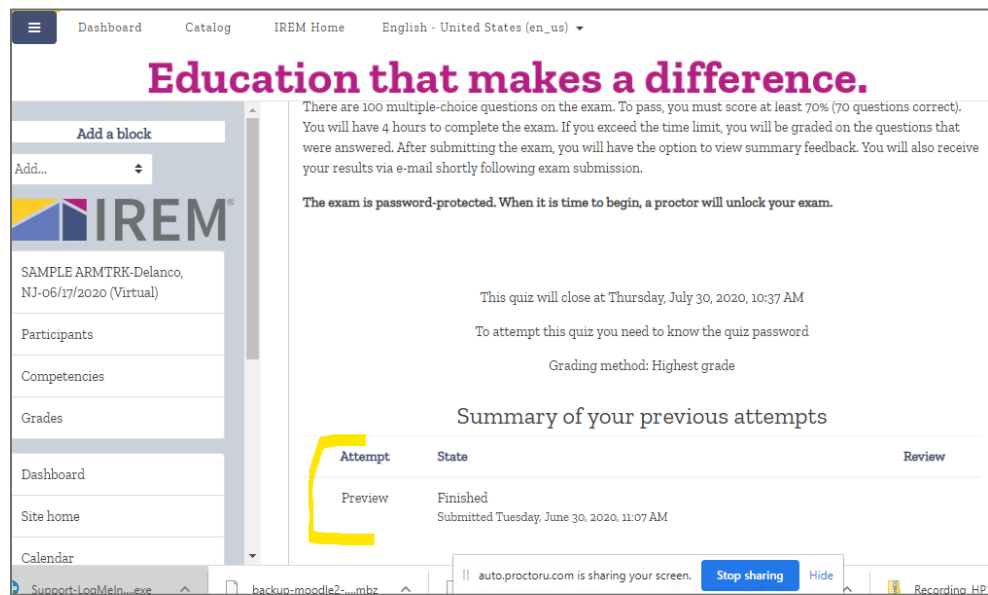 Dashboard Catalog IREM Home English - United States (en_us)
Education that makes a difference.
Add a block
Add...
IREM®
SAMPLE ARMTRK-Delanco,
NJ-06/17/2020 (Virtual)
Participants
Competencies
Grades
Dashboard
Site home
Calendar
There are 100 multiple-choice questions on the exam. To pass, you must score at least 70% (70 questions correct).
You will have 4 hours to complete the exam. If you exceed the time limit, you will be graded on the questions that
were answered. After submitting the exam, you will have the option to view summary feedback. You will also receive
your results via e-mail shortly following exam submission.
The exam is password-protected. When it is time to begin, a proctor will unlock your exam.
This quiz will close at Thursday, July 30, 2020, 10:37 AM
To attempt this quiz you need to know the quiz password
Grading method: Highest grade
Summary of your previous attempts
Attempt State Review
Preview Finished
Submitted Tuesday, June 30, 2020, 11:07 AM
|| auto.proctoru.com is sharing your screen. Stop sharing Hide
Support-LogMeIn....exe backup-moodle2-....mbz Recording_HP